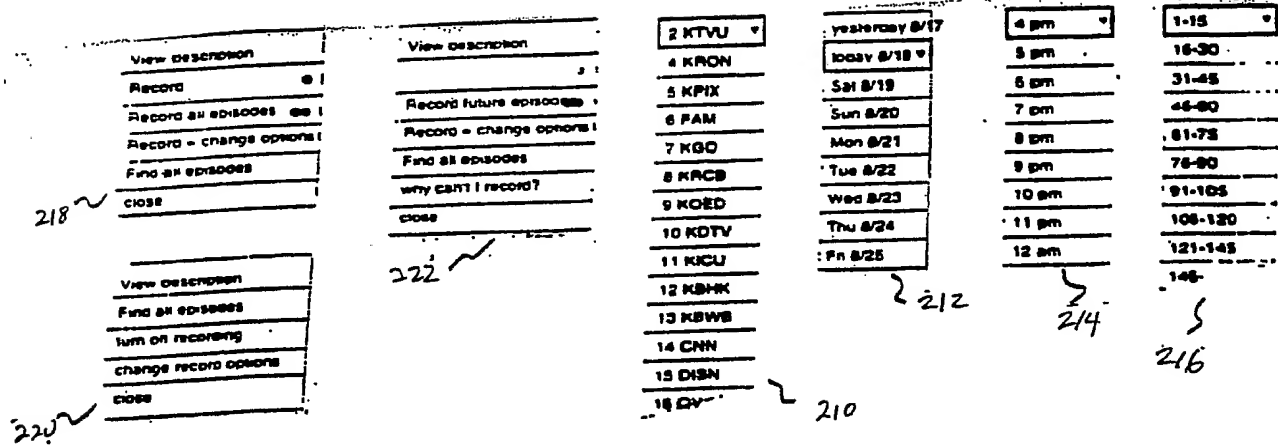 View Description
Record
Record all episodes
Record - change options
Find all episodes
close
218
View Description
Find all episodes
Turn off recording
change record options
close
220
View Description
Record future episodes
Record - change options
Find all episodes
why can't I record?
close
222
2 KTVU
4 KRON
5 KPIX
6 FAM
7 KGO
8 KRCB
9 KQED
10 KDTV
11 KICU
12 KBHK
13 KBWB
14 CNN
15 DISN
16
210
yesterday 8/17
today 8/18
Sat 8/19
Sun 8/20
Mon 8/21
Tue 8/22
Wed 8/23
Thu 8/24
Fri 8/25
212
4 pm
5 pm
6 pm
7 pm
8 pm
9 pm
10 pm
11 pm
12 am
214
1-15
16-30
31-45
46-60
61-75
76-90
91-105
106-120
121-145
146-
216